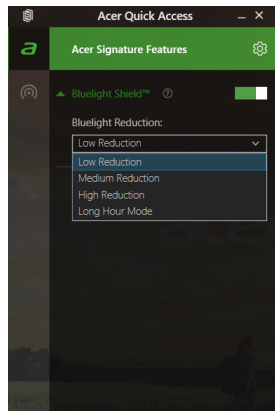 Acer Quick Access
a
Acer Signature Features
Bluelight Shield™ ?
Bluelight Reduction:
Low Reduction
Low Reduction
Medium Reduction
High Reduction
Long Hour Mode
acer